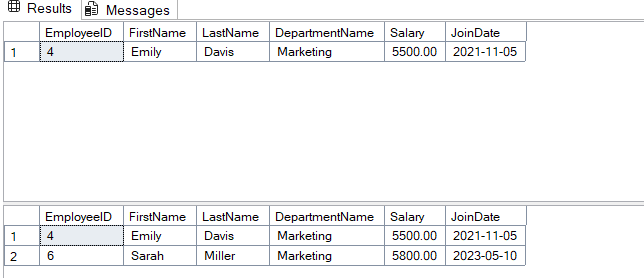 Results Messages
EmployeeID FirstName LastName DepartmentName Salary JoinDate
1 4 Emily Davis Marketing 5500.00 2021-11-05
EmployeeID FirstName LastName DepartmentName Salary JoinDate
1 4 Emily Davis Marketing 5500.00 2021-11-05
2 6 Sarah Miller Marketing 5800.00 2023-05-10